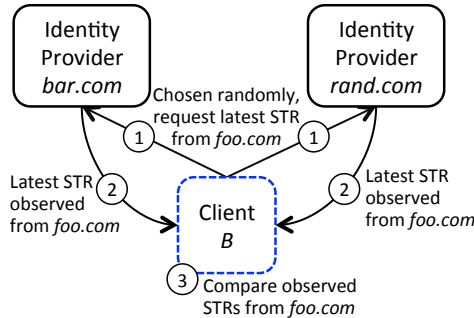 Identity
Provider
bar.com
Identity
Provider
rand.com
Chosen randomly,
request latest STR
from foo.com
1
1
Latest STR
observed
from foo.com
2
2
Latest STR
observed
from foo.com
Client
B
3
Compare observed
STRs from foo.com